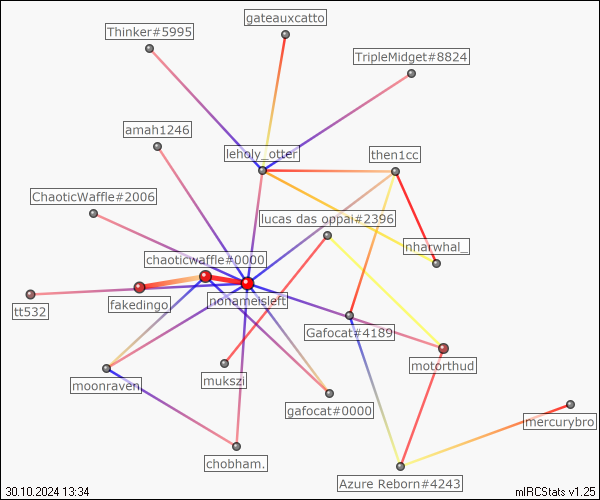 Thinker#5995
gateauxcatto
TripleMidget#8824
amah1246
leholy_otter
then1cc
ChaoticWaffle#2006
lucas das oppai#2396
nharwhal_
chaoticwaffle#0000
fakedingo
nonameisleft
tt532
Gafocat#4189
motorthud
moonraven
mukszi
gafocat#0000
mercurybro
chobham.
Azure Reborn#4243
30.10.2024 13:34
mIRCStats v1.25